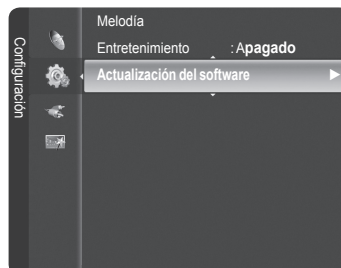 Configuración
Melodía
Entretenimiento : Apagado
Actualización del software